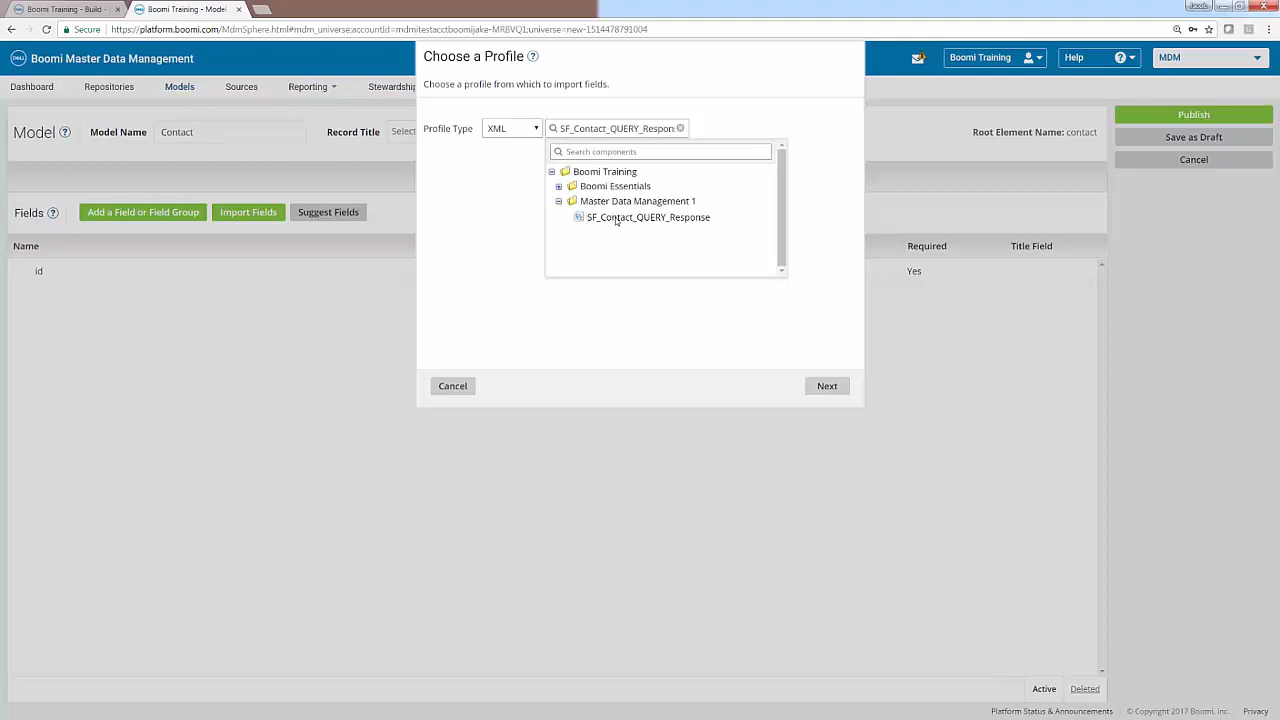 Boomi Training - Build -
Boomi Training - Model
Jacob
Secure
https://platform.boomi.com/MdmSphere.html#mdm_universe;accountId=mdmitestacctboomijake-MRBVQ1;universe=new-1514478791004
Boomi Master Data Management
Boomi Training
Help
MDM
Dashboard
Repositories
Models
Sources
Reporting
Stewardship
Choose a Profile
Choose a profile from which to import fields.
Profile Type
XML
SF_Contact_QUERY_Respon
Search components
Boomi Training
Boomi Essentials
Master Data Management 1
SF_Contact_QUERY_Response
Cancel
Next
Model
Model Name
Contact
Record Title
Select
Root Element Name: contact
Publish
Save as Draft
Cancel
Fields
Add a Field or Field Group
Import Fields
Suggest Fields
Name
Required
Title Field
id
Yes
Active
Deleted
Platform Status & Announcements
© Copyright 2017 Boomi, Inc.
Privacy